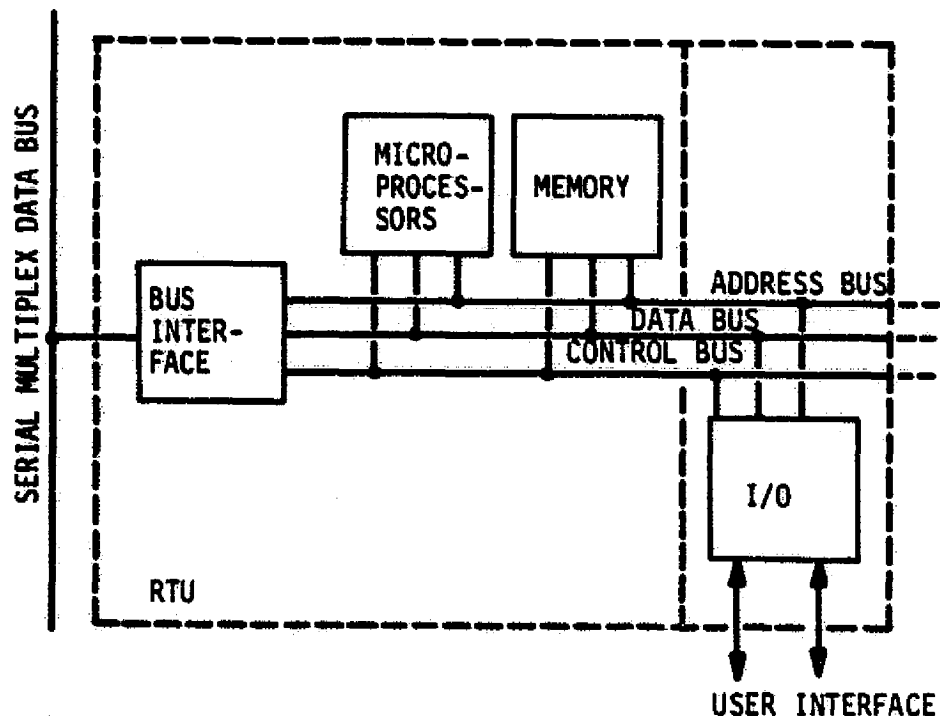 SERIAL MULTIPLEX DATA BUS
MICRO-
PROCES-
SORS
MEMORY
BUS
INTER-
FACE
ADDRESS BUS
DATA BUS
CONTROL BUS
I/O
RTU
USER INTERFACE